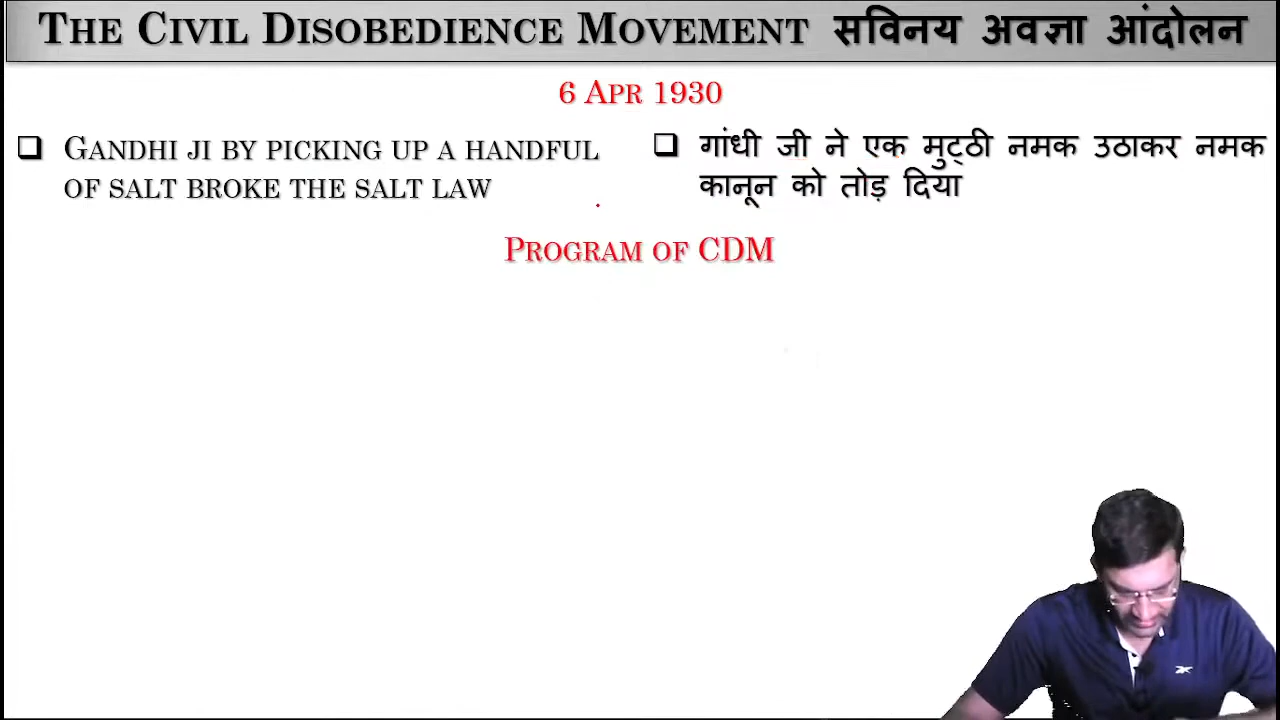 THE CIVIL DISOBEDIENCE MOVEMENT सविनय अवज्ञा आंदोलन
6 APR 1930
GANDHI JI BY PICKING UP A HANDFUL
OF SALT BROKE THE SALT LAW
गांधी जी ने एक मुट्ठी नमक उठाकर नमक
कानून को तोड़ दिया
PROGRAM OF CDM